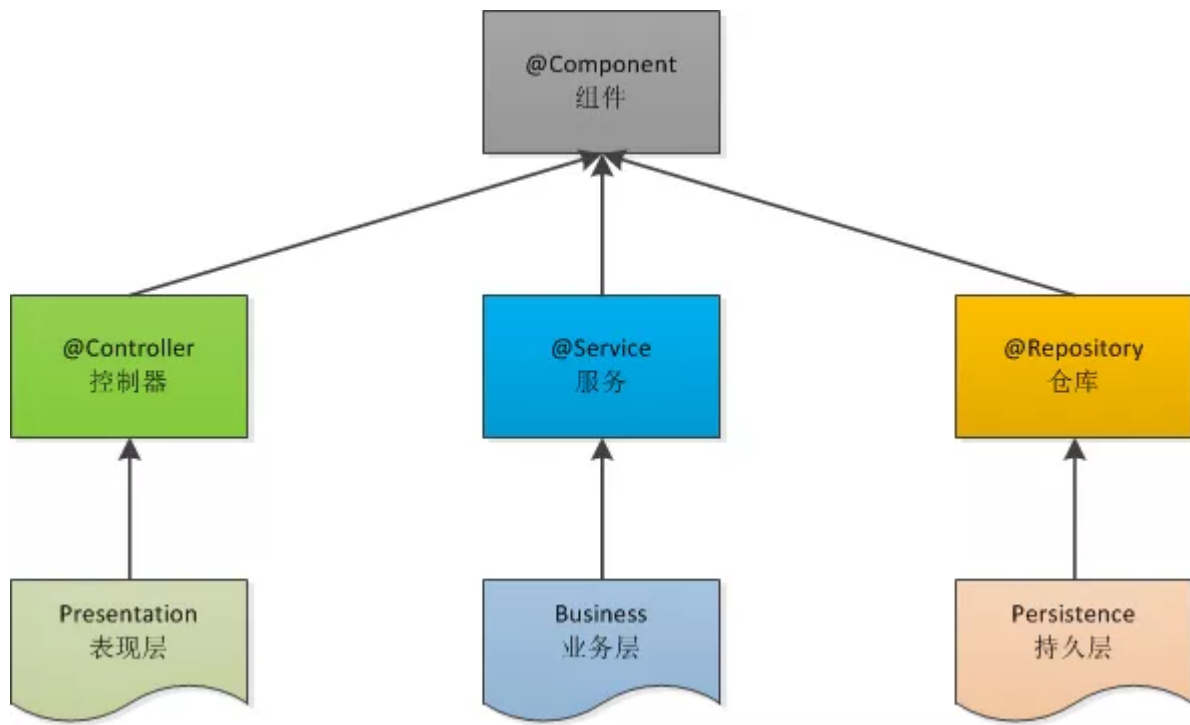 @Component
组件
@Controller
控制器
@Service
服务
@Repository
仓库
Presentation
表现层
Business
业务层
Persistence
持久层